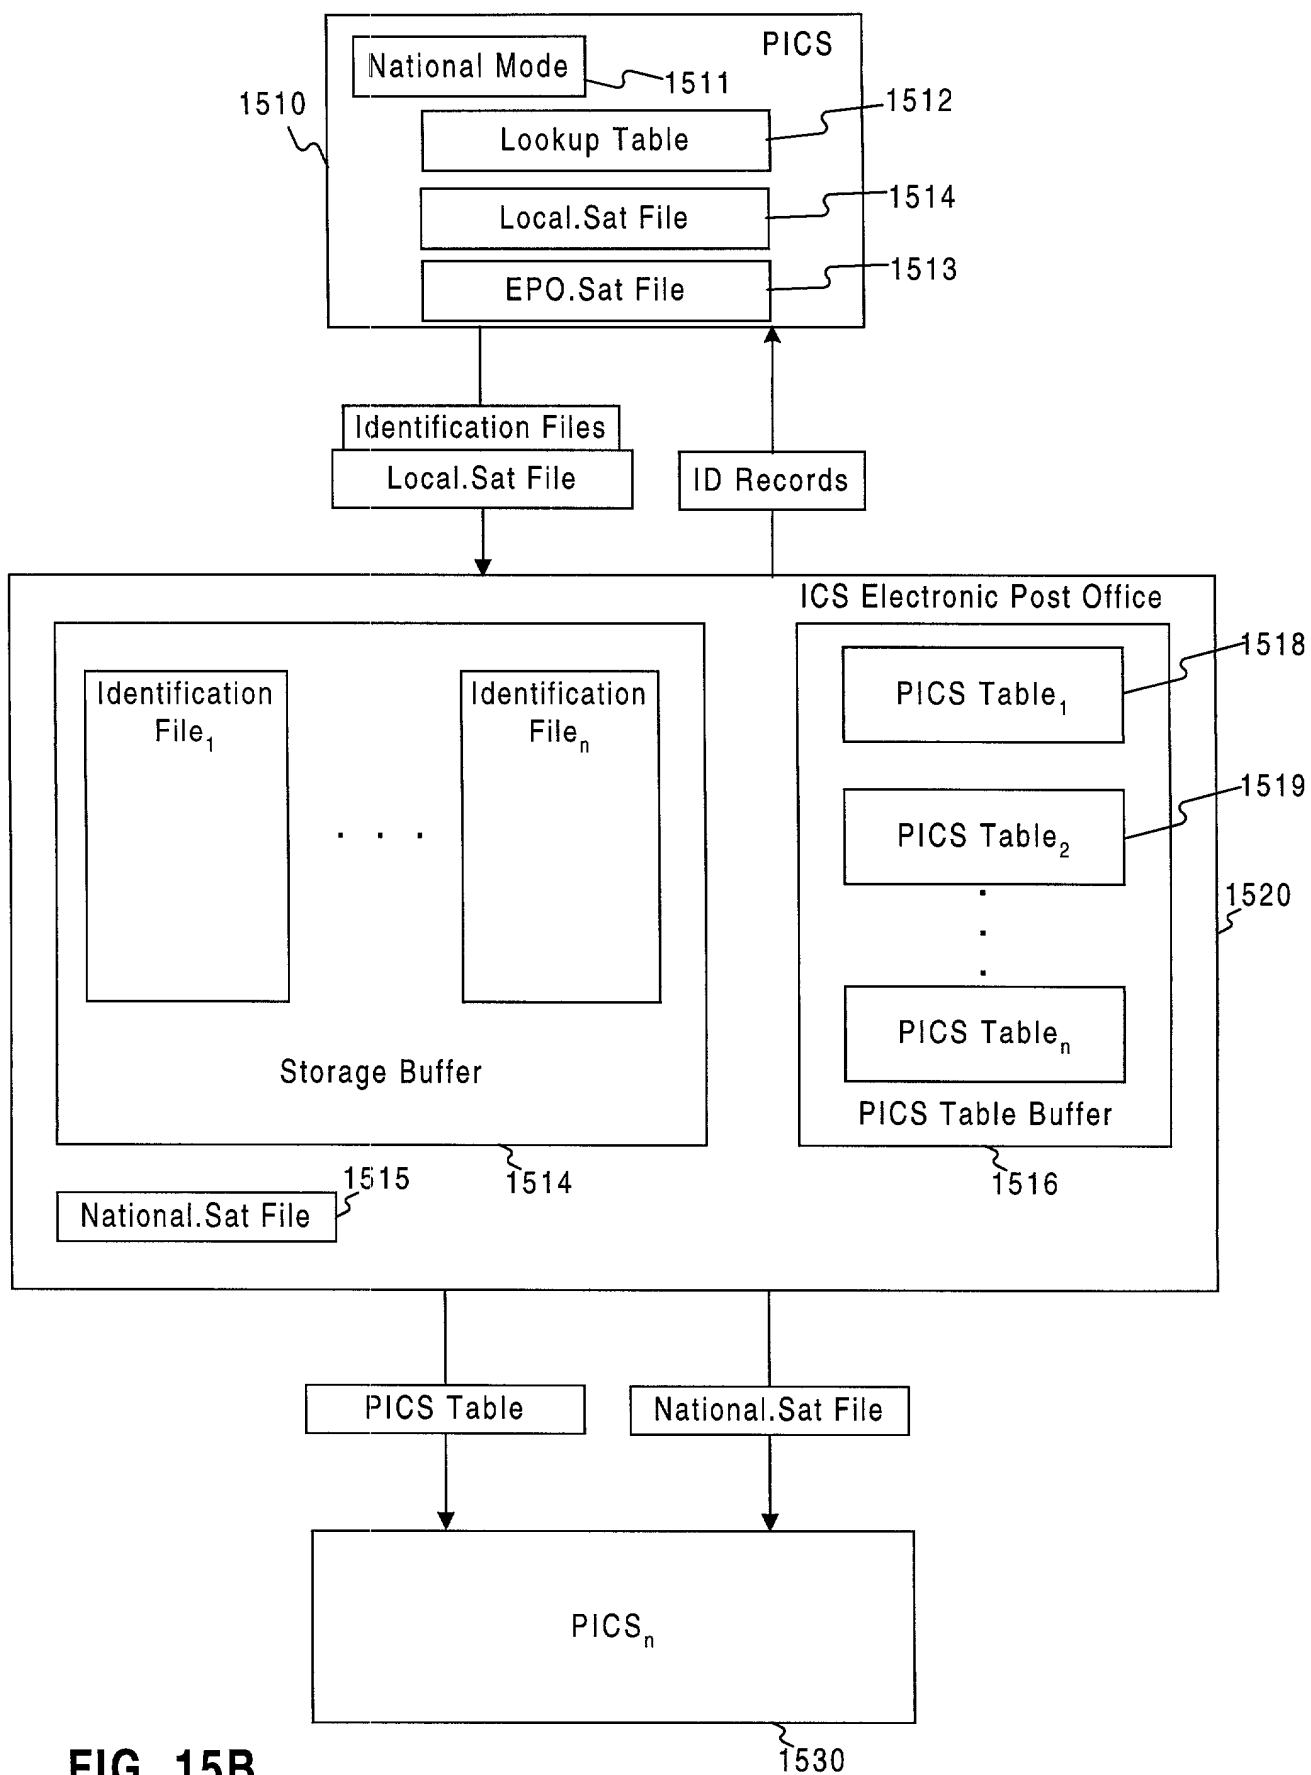 PICS
National Mode
1511
1510
1512
Lookup Table
Local.Sat File
1514
EPO.Sat File
1513
Identification Files
Local.Sat File
ID Records
ICS Electronic Post Office
Identification
File1
. . .
Identification
Filen
Storage Buffer
1514
1515
National.Sat File
PICS Table1
1518
PICS Table2
1519
1520
PICS Tablen
PICS Table Buffer
1516
PICS Table
National.Sat File
PICSn
1530
FIG. 15B